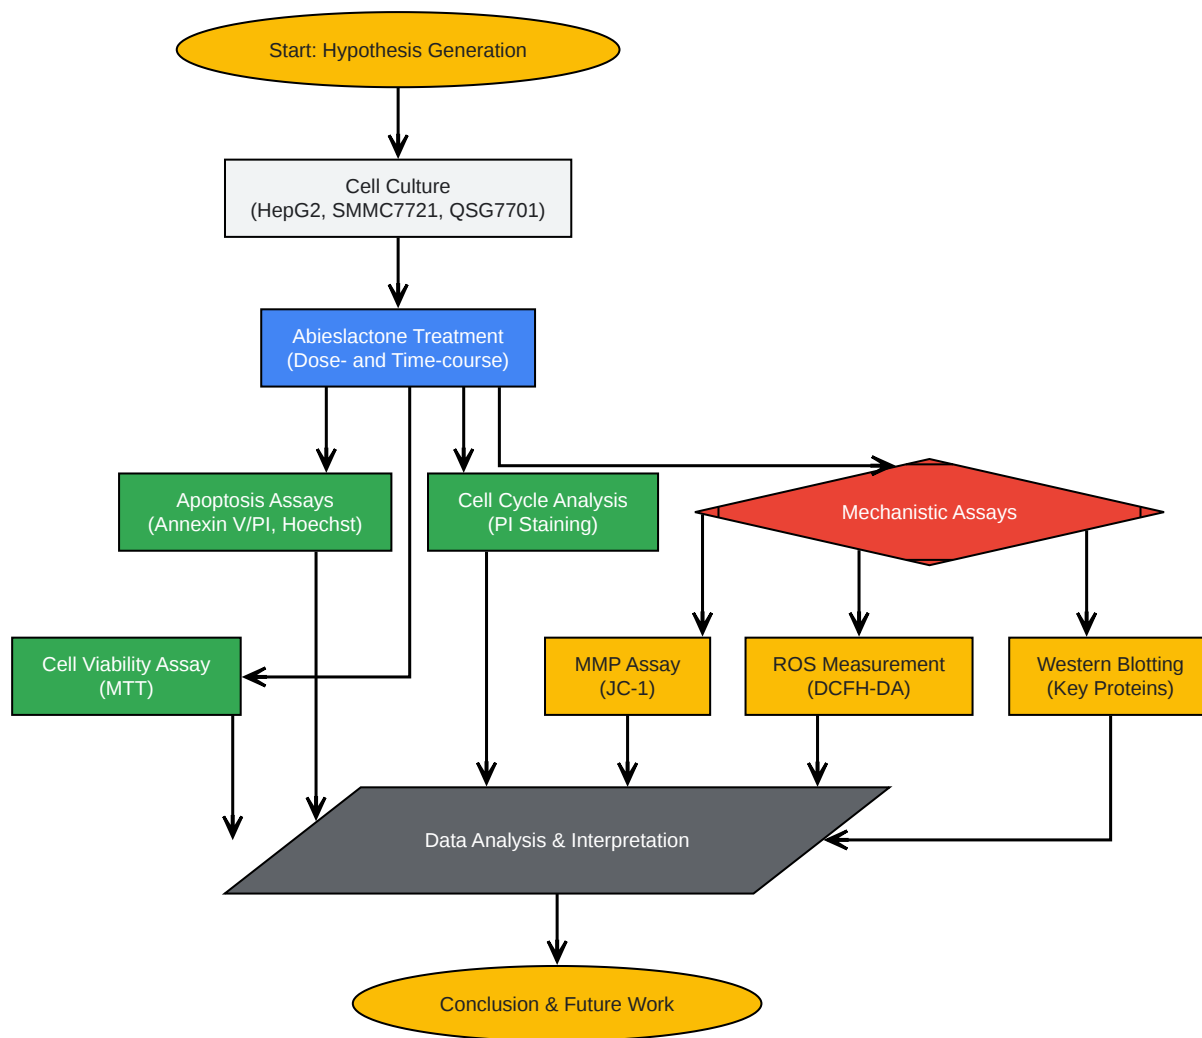 Start: Hypothesis Generation
Cell Culture
(HepG2, SMMC7721, QSG7701)
Abieslactone Treatment
(Dose- and Time-course)
Apoptosis Assays
(Annexin V/PI, Hoechst)
Cell Cycle Analysis
(PI Staining)
Mechanistic Assays
Cell Viability Assay
(MTT)
MMP Assay
(JC-1)
ROS Measurement
(DCFH-DA)
Western Blotting
(Key Proteins)
Data Analysis & Interpretation
Conclusion & Future Work